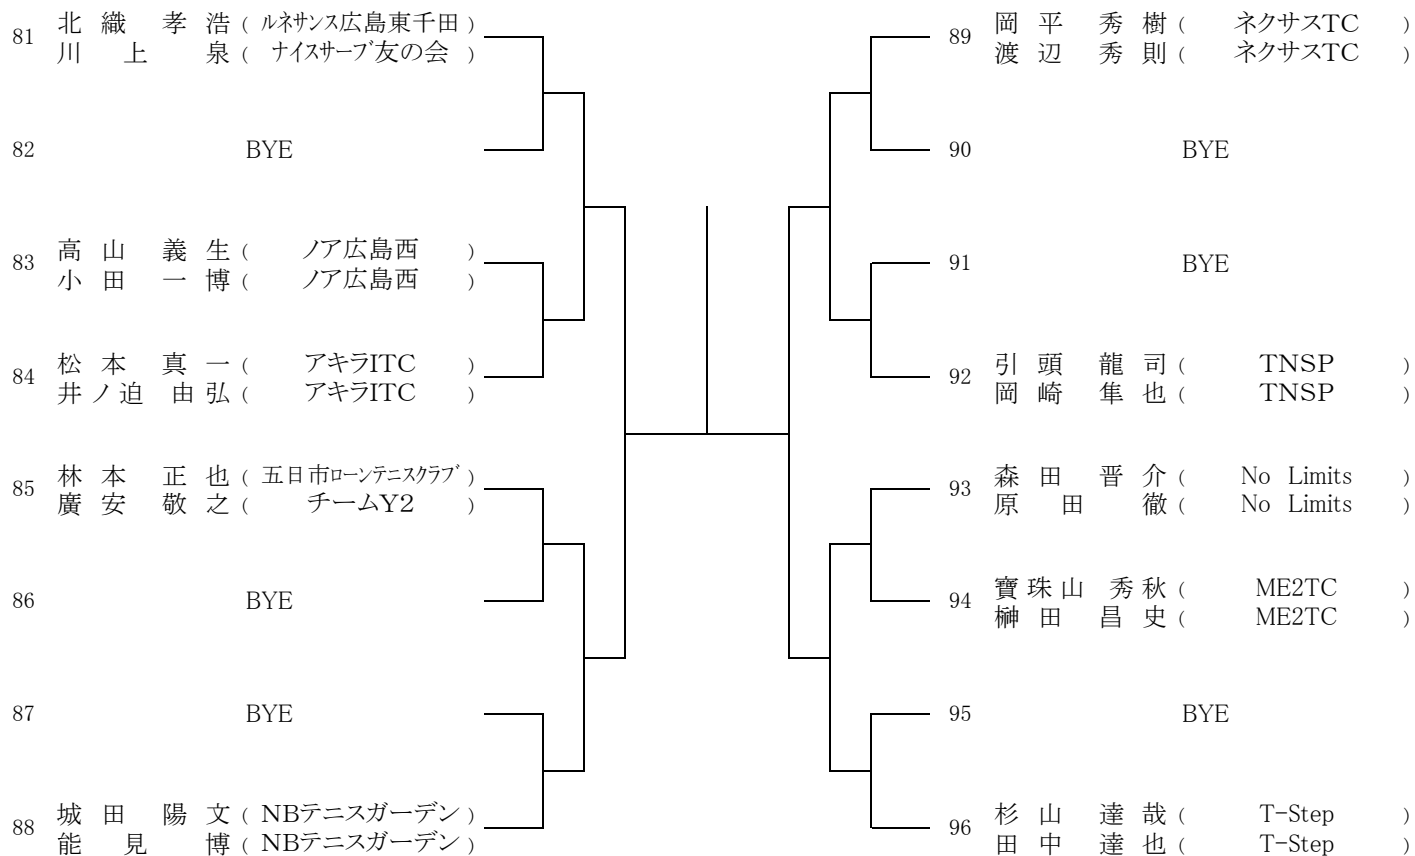 81 北織 孝浩 ( ルネサンス広島東千田 )
川上 泉 ( ナイスサーブ友の会 )
82 BYE
83 高山 義生 ( ノア広島西 )
小田 一博 ( ノア広島西 )
84 松本 真一 ( アキラITC )
井ノ迫 由弘 ( アキラITC )
85 林本 正也 ( 五日市ローンテニスクラブ )
廣安 敬之 ( チームY2 )
86 BYE
87 BYE
88 城田 陽文 ( NBテニスガーデン )
能見 博 ( NBテニスガーデン )
89 岡平 秀樹 ( ネクサスTC )
渡辺 秀則 ( ネクサスTC )
90 BYE
91 BYE
92 引頭 龍司 ( TNSP )
岡崎 隼也 ( TNSP )
93 森田 晋介 ( No Limits )
原田 徹 ( No Limits )
94 寶珠山 秀秋 ( ME2TC )
榊田 昌史 ( ME2TC )
95 BYE
96 杉山 達哉 ( T-Step )
田中 達也 ( T-Step )